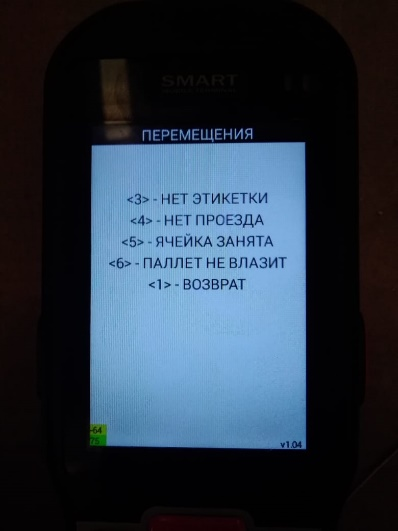 SMART
ПЕРЕМЕЩЕНИЯ
<3> - НЕТ ЭТИКЕТКИ
<4> - НЕТ ПРОЕЗДА
<5> - ЯЧЕЙКА ЗАНЯТА
<6> - ПАЛЛЕТ НЕ ВЛАЗИТ
<1> - ВОЗВРАТ
-64
v1.04